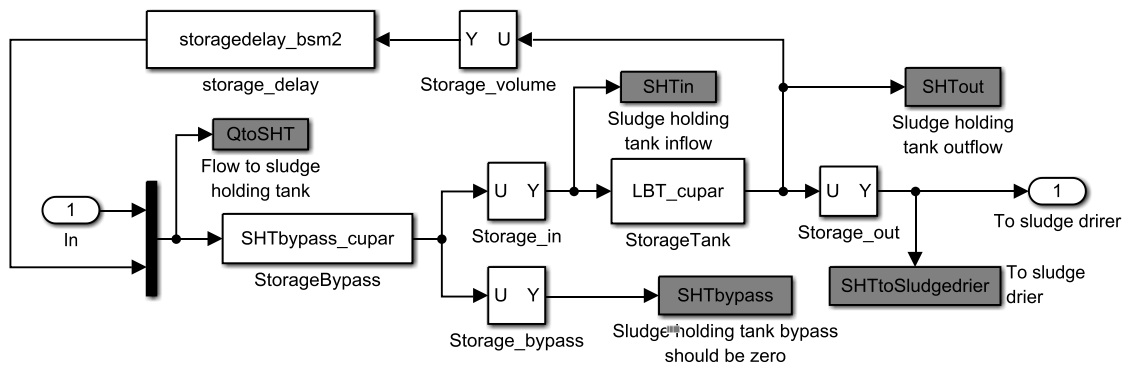 storagedelay_bsm2
storage_delay
Y U
Storage_volume
SHTin
Sludge holding
tank inflow
SHTout
Sludge holding
tank outflow
QtoSHT
Flow to sludge
holding tank
1
In
SHTbypass_cupar
StorageBypass
U Y
Storage_in
LBT_cupar
StorageTank
U Y
Storage_out
1
To sludge drirer
U Y
Storage_bypass
SHTbypass
Sludge holding tank bypass
should be zero
SHTtoSludgedrier
To sludge
drier